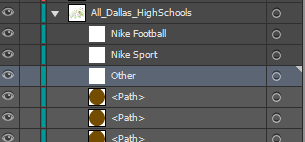 All_Dallas_HighSchools
Nike Football
Nike Sport
Other
<Path>
<Path>
<Path>